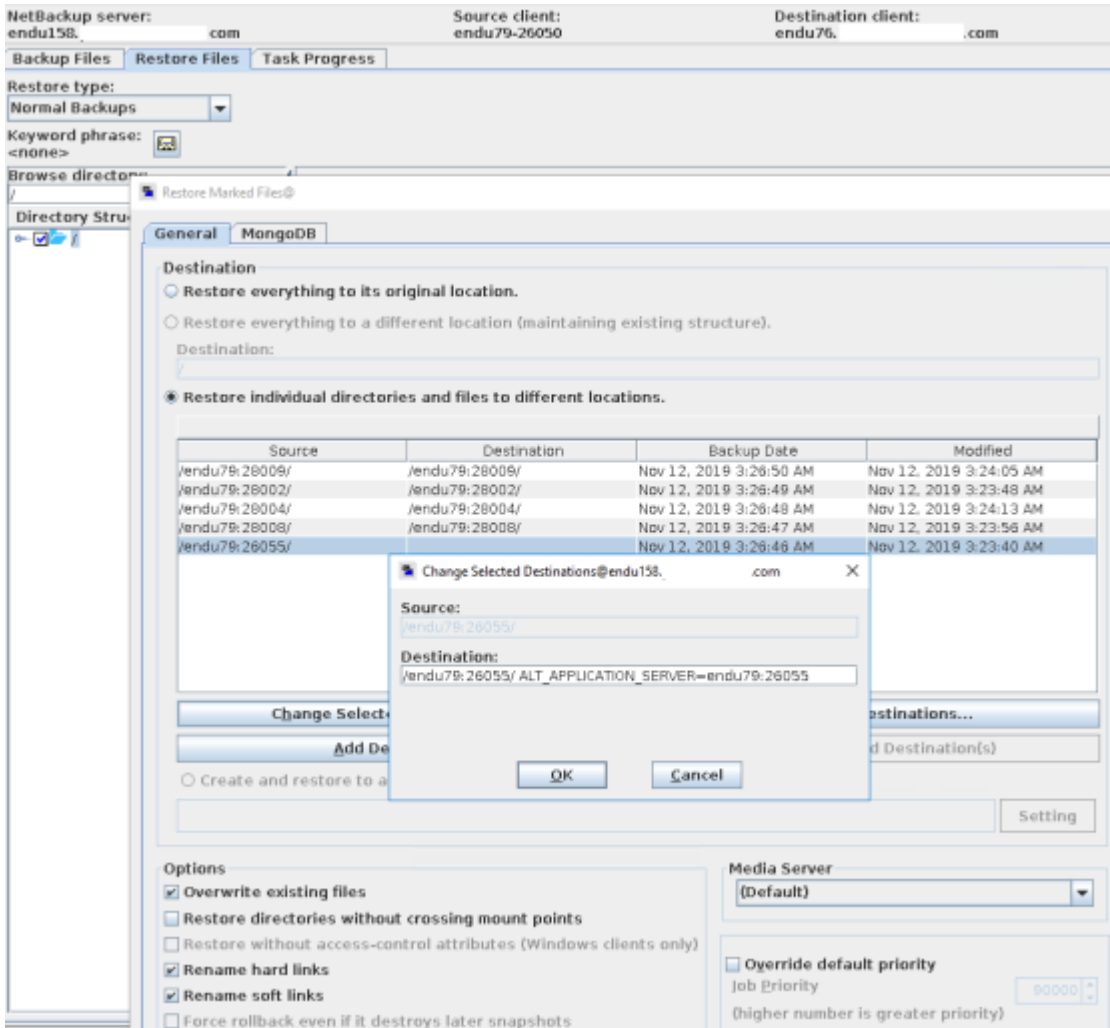 NetBackup server: Source client: Destination client:
endu158. com endu79-26050 endu76. .com
Backup Files Restore Files Task Progress
Restore type:
Normal Backups
Keyword phrase:
<none>
Browse directory:
/
Restore Marked Files@
Directory Stru
/
General MongoDB
Destination
Restore everything to its original location.
Restore everything to a different location (maintaining existing structure).
Destination:
/
Restore individual directories and files to different locations.
Source Destination Backup Date Modified
/endu79:28009/ /endu79:28009/ Nov 12, 2019 3:26:50 AM Nov 12, 2019 3:24:05 AM
/endu79:28002/ /endu79:28002/ Nov 12, 2019 3:26:49 AM Nov 12, 2019 3:23:48 AM
/endu79:28004/ /endu79:28004/ Nov 12, 2019 3:26:48 AM Nov 12, 2019 3:24:13 AM
/endu79:28008/ /endu79:28008/ Nov 12, 2019 3:26:47 AM Nov 12, 2019 3:23:56 AM
/endu79:26055/ Nov 12, 2019 3:26:46 AM Nov 12, 2019 3:23:40 AM
Change Selected Destinations@endu158. .com
Source:
/endu79:26055/
Destination:
/endu79:26055/ ALT_APPLICATION_SERVER=endu79:26055
Change Select estinations...
Add De d Destination(s)
OK Cancel
Create and restore to a
Setting
Options
Overwrite existing files
Restore directories without crossing mount points
Restore without access-control attributes (Windows clients only)
Rename hard links
Rename soft links
Force rollback even if it destroys later snapshots
Media Server
(Default)
Override default priority
Job Priority 90000
(higher number is greater priority)